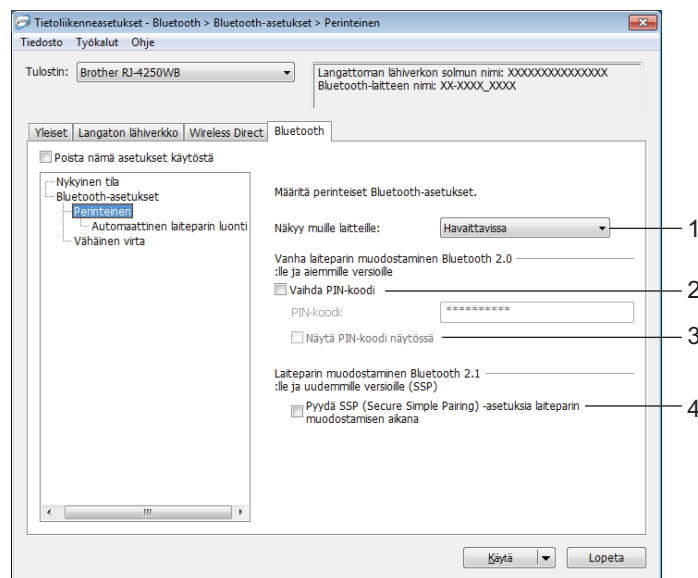 Tietoliikenneasetukset - Bluetooth > Bluetooth-asetukset > Perinteinen
Tiedosto Työkalut Ohje
Tulostin: Brother RJ-4250WB
Langattoman lähiverkon solmun nimi: XXXXXXXXXXXXXXX
Bluetooth-laitteen nimi: XX-XXXX_XXXX
Yleiset Langaton lähiverkko Wireless Direct Bluetooth
Poista nämä asetukset käytöstä
Nykyinen tila
Bluetooth-asetukset
Perinteinen
Automaattinen laiteparin luonti
Vähäinen virta
Määritä perinteiset Bluetooth-asetukset.
Näkyy muille laitteille: Havaittavissa 1
Vanha laiteparin muodostaminen Bluetooth 2.0
:lle ja aiemmille versioille
Vaihda PIN-koodi 2
PIN-koodi: **********
Näytä PIN-koodi näytössä 3
Laiteparin muodostaminen Bluetooth 2.1
:lle ja uudemmille versioille (SSP)
Pyydä SSP (Secure Simple Pairing) -asetuksia laiteparin 4
muodostamisen aikana
Käytä Lopeta